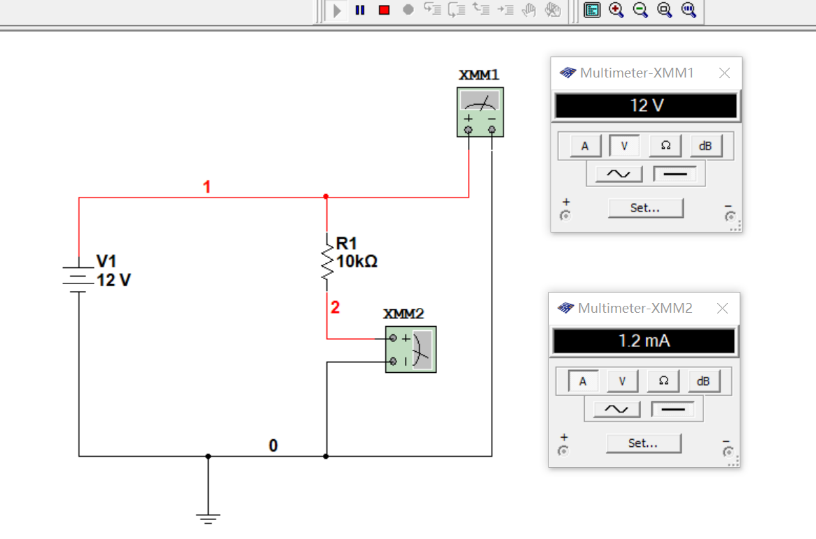 XMM1
+ −
1
V1
12 V
R1
10kΩ
2
XMM2
+
−
0
Multimeter-XMM1
12 V
A V Ω dB
+ Set... −
Multimeter-XMM2
1.2 mA
A V Ω dB
+ Set... −